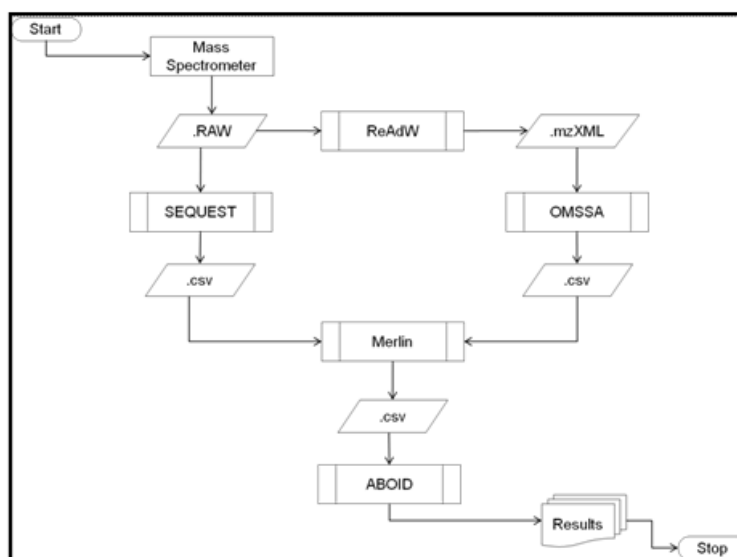 Start
Mass
Spectrometer
.RAW
ReAdW
.mzXML
SEQUEST
OMSSA
.csv
.csv
Merlin
.csv
ABOID
Results
Stop